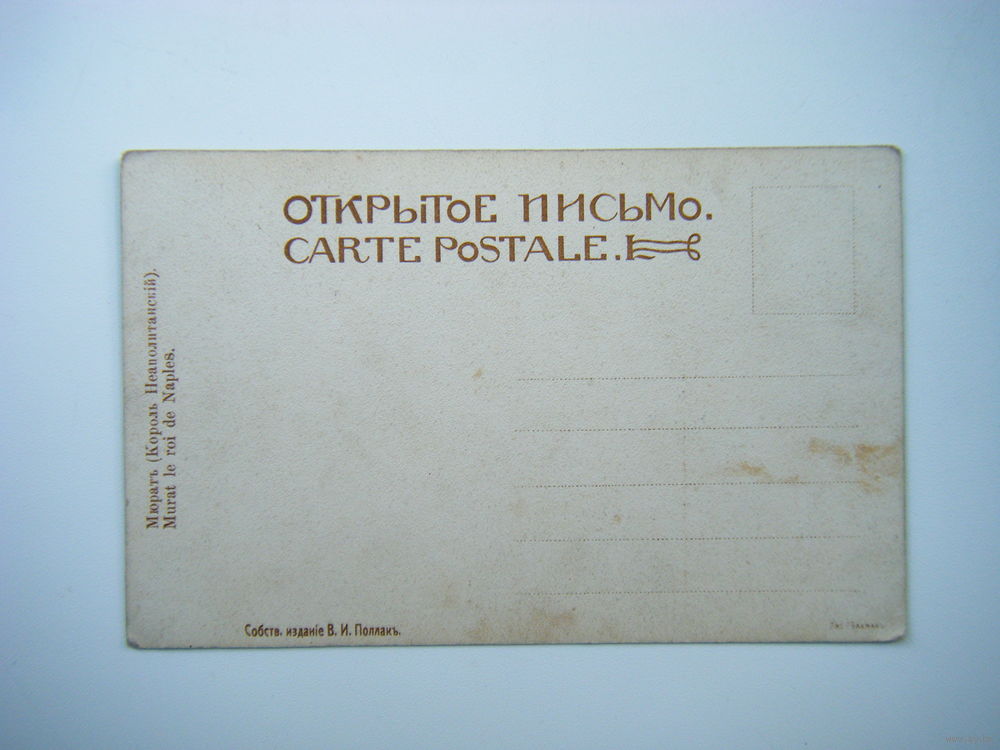 ОТКРЫТОЕ ПИСЬМО.
CARTE POSTALE.
Мюратъ (Король Неаполитанскій).
Murat le roi de Naples.
Собств. изданіе В. И. Поллакъ.